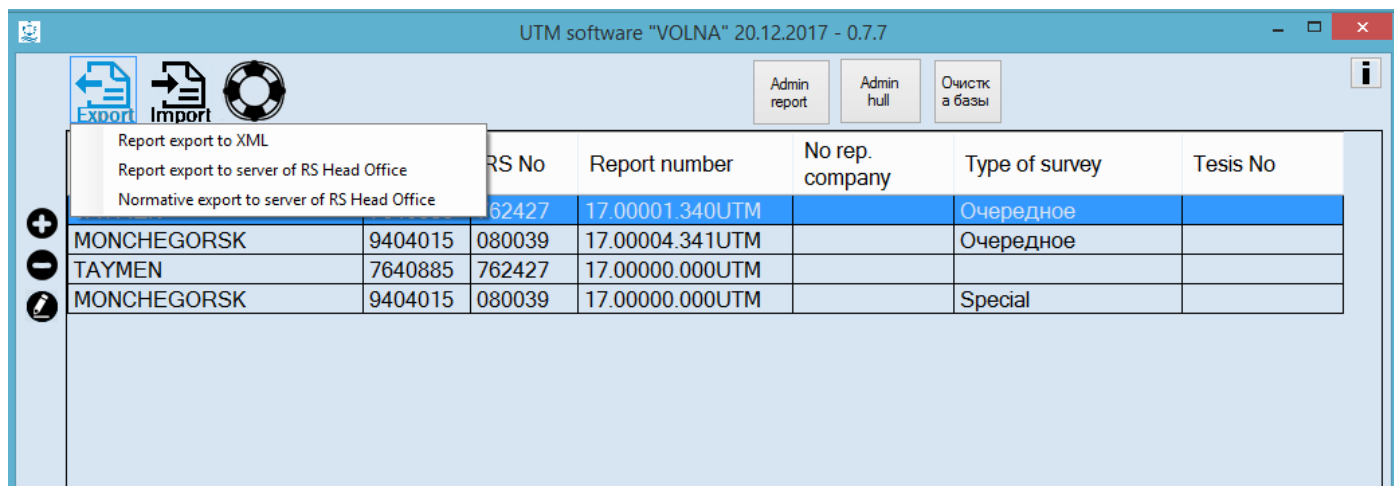 UTM software "VOLNA" 20.12.2017 - 0.7.7
Export
Import
Admin
report
Admin
hull
Очистк
а базы
i
Report export to XML
Report export to server of RS Head Office
Normative export to server of RS Head Office
RS No
Report number
No rep.
company
Type of survey
Tesis No
762427 17.00001.340UTM Очередное
MONCHEGORSK 9404015 080039 17.00004.341UTM Очередное
TAYMEN 7640885 762427 17.00000.000UTM
MONCHEGORSK 9404015 080039 17.00000.000UTM Special